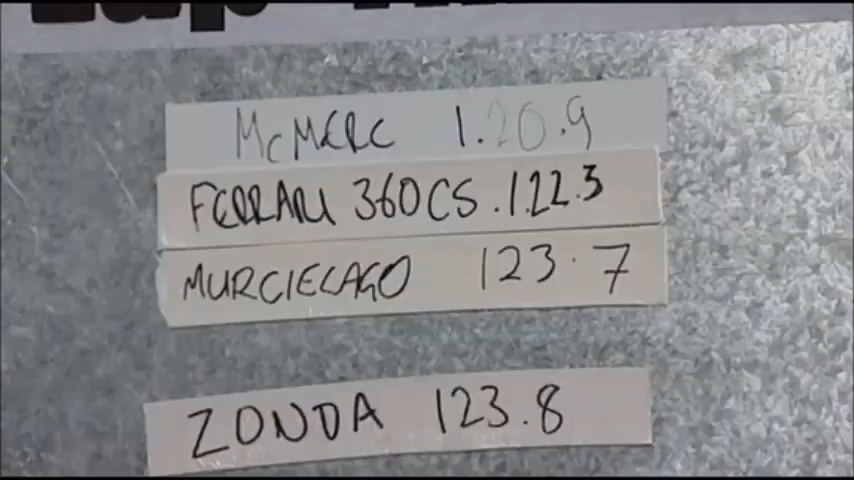 McMERC 1.20.9
FERRARI 360CS.1.22.3
MURCIELAGO 123.7
ZONDA 123.8